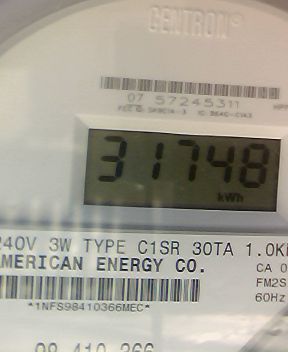 CENTRON®
07 57245311
31748
kWh
240V 3W TYPE C1SR 30TA 1.0K
AMERICAN ENERGY CO.
CA 0
FM2S
60Hz
*1NFS98410366MEC*
98 410 366